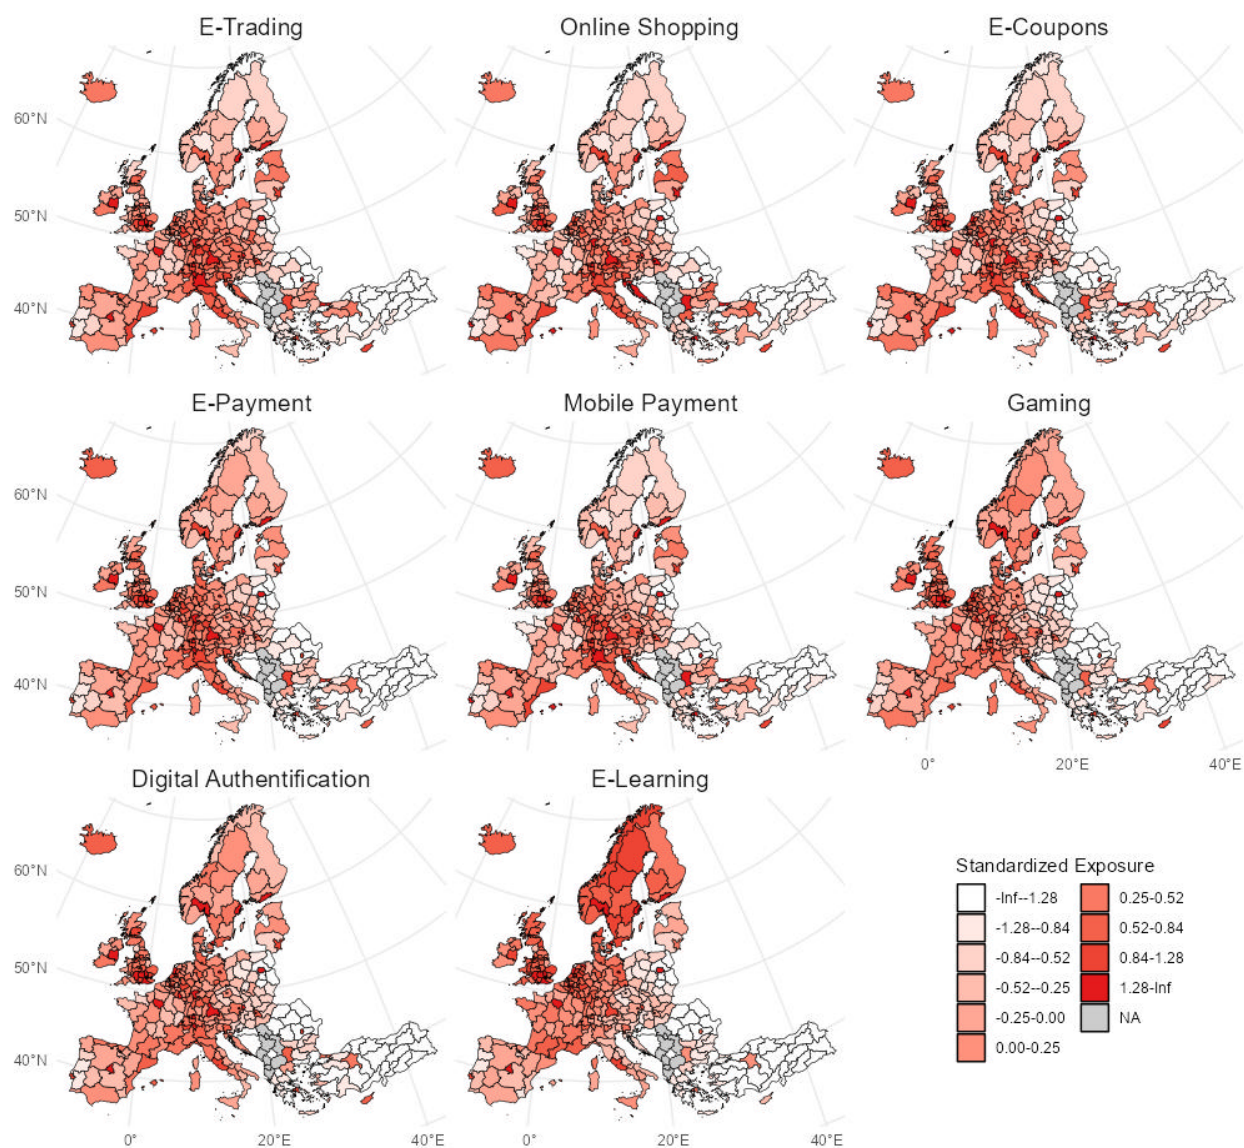 E-Trading
Online Shopping
E-Coupons
60°N
50°N
40°N
E-Payment
Mobile Payment
Gaming
60°N
50°N
40°N
0°
20°E
40°E
Digital Authentification
E-Learning
60°N
50°N
40°N
0°
20°E
40°E
0°
20°E
40°E
Standardized Exposure
-Inf--1.28
-1.28--0.84
-0.84--0.52
-0.52--0.25
-0.25-0.00
0.00-0.25
0.25-0.52
0.52-0.84
0.84-1.28
1.28-Inf
NA